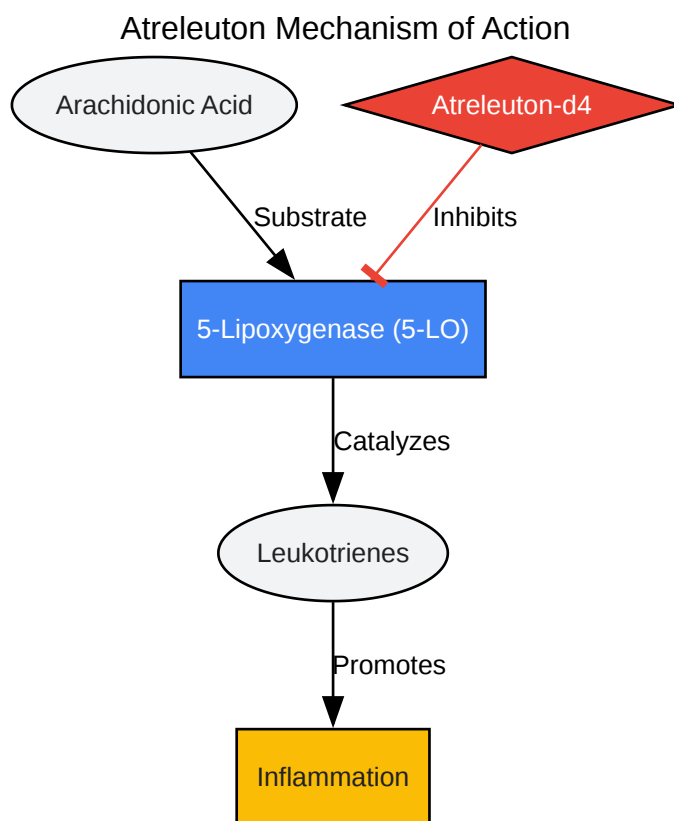 Atreleuton Mechanism of Action
Arachidonic Acid
Atreleuton-d4
Substrate
Inhibits
5-Lipoxygenase (5-LO)
Catalyzes
Leukotrienes
Promotes
Inflammation